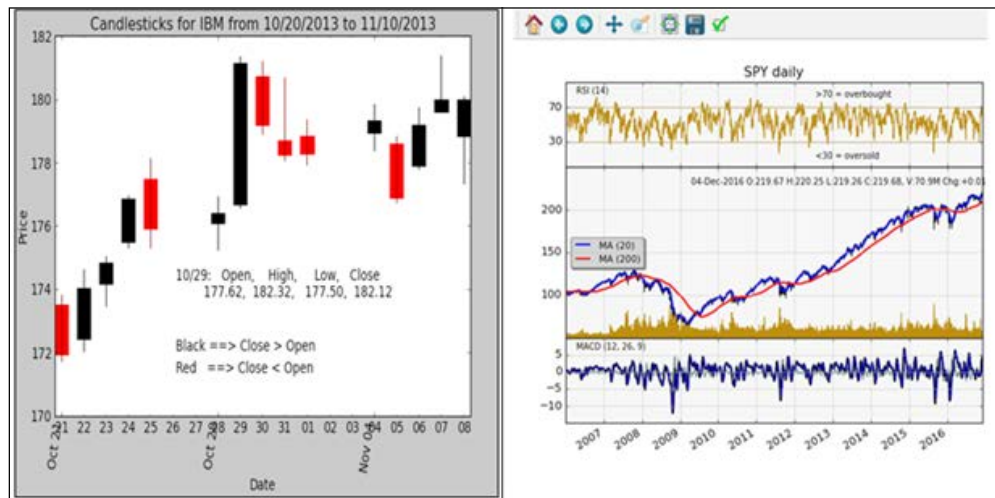 Candlesticks for IBM from 10/20/2013 to 11/10/2013
182
180
178
176
174
172
170
Price
10/29: Open, High, Low, Close
177.62, 182.32, 177.50, 182.12
Black ==> Close > Open
Red ==> Close < Open
21 22 23 24 25 26 27 28 29 30 31 01 02 03 04 05 06 07 08
Oct Oct Nov
Date
SPY daily
RSI (14)
>70 = overbought
70
30
<30 = oversold
04-Dec-2016 O:219.67 H:220.25 L:219.26 C:219.68, V:70.9M Chg:+0.01
200
150
100
MA (20)
MA (200)
MACD (12, 26, 9)
5
0
−5
−10
2007 2008 2009 2010 2011 2012 2013 2014 2015 2016